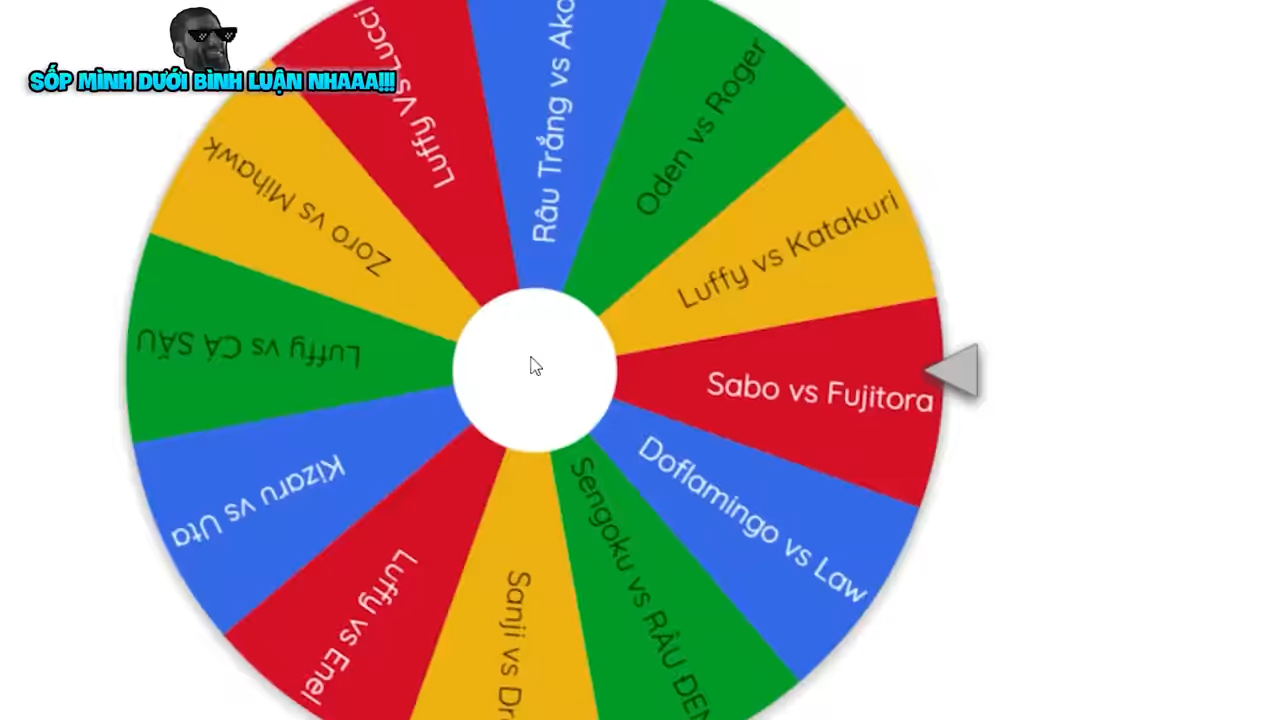 SỐP MÌNH DƯỚI BÌNH LUẬN NHAAA!!!
Luffy vs Lucci
Râu Trắng vs
Oden vs Roger
Luffy vs Katakuri
Sabo vs Fujitora
Doflamingo vs Law
Sengoku vs RÂU ĐEN
Sanji vs
Luffy vs Enel
Kizaru vs Uta
Luffy vs CÁ SẤU
Zoro vs Mihawk